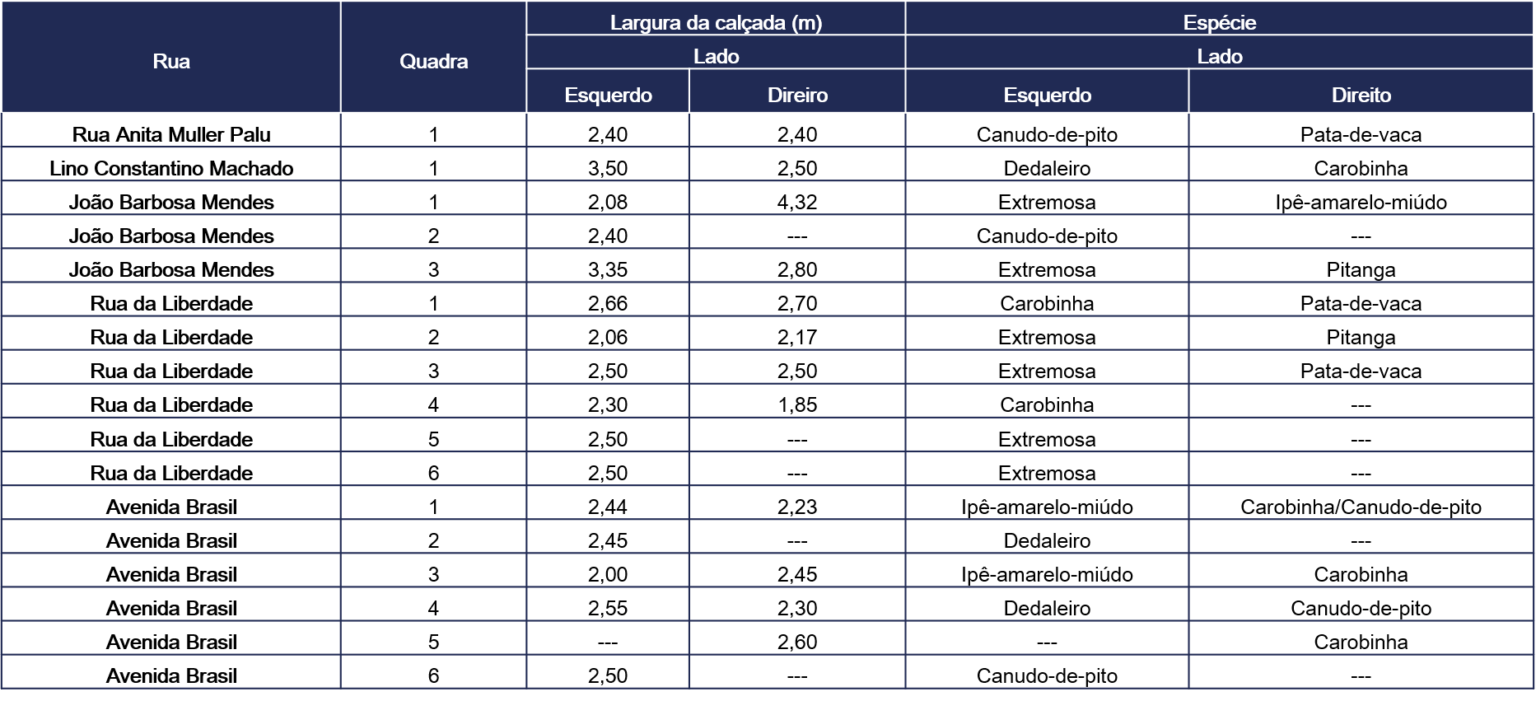 Rua Quadra Largura da calçada (m) Espécie
Lado Lado
Esquerdo Direiro Esquerdo Direito
Rua Anita Muller Palu 1 2,40 2,40 Canudo-de-pito Pata-de-vaca
Lino Constantino Machado 1 3,50 2,50 Dedaleiro Carobinha
João Barbosa Mendes 1 2,08 4,32 Extremosa Ipê-amarelo-miúdo
João Barbosa Mendes 2 2,40 --- Canudo-de-pito ---
João Barbosa Mendes 3 3,35 2,80 Extremosa Pitanga
Rua da Liberdade 1 2,66 2,70 Carobinha Pata-de-vaca
Rua da Liberdade 2 2,06 2,17 Extremosa Pitanga
Rua da Liberdade 3 2,50 2,50 Extremosa Pata-de-vaca
Rua da Liberdade 4 2,30 1,85 Carobinha ---
Rua da Liberdade 5 2,50 --- Extremosa ---
Rua da Liberdade 6 2,50 --- Extremosa ---
Avenida Brasil 1 2,44 2,23 Ipê-amarelo-miúdo Carobinha/Canudo-de-pito
Avenida Brasil 2 2,45 --- Dedaleiro ---
Avenida Brasil 3 2,00 2,45 Ipê-amarelo-miúdo Carobinha
Avenida Brasil 4 2,55 2,30 Dedaleiro Canudo-de-pito
Avenida Brasil 5 --- 2,60 --- Carobinha
Avenida Brasil 6 2,50 --- Canudo-de-pito ---